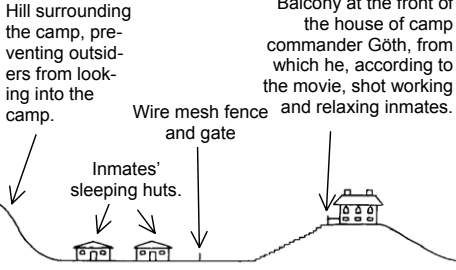 Hill surrounding
the camp, pre-
venting outsid-
ers from look-
ing into the
camp.
Balcony at the front of
the house of camp
commander Göth, from
which he, according to
the movie, shot working
and relaxing inmates.
Wire mesh fence
and gate
Inmates’
sleeping huts.